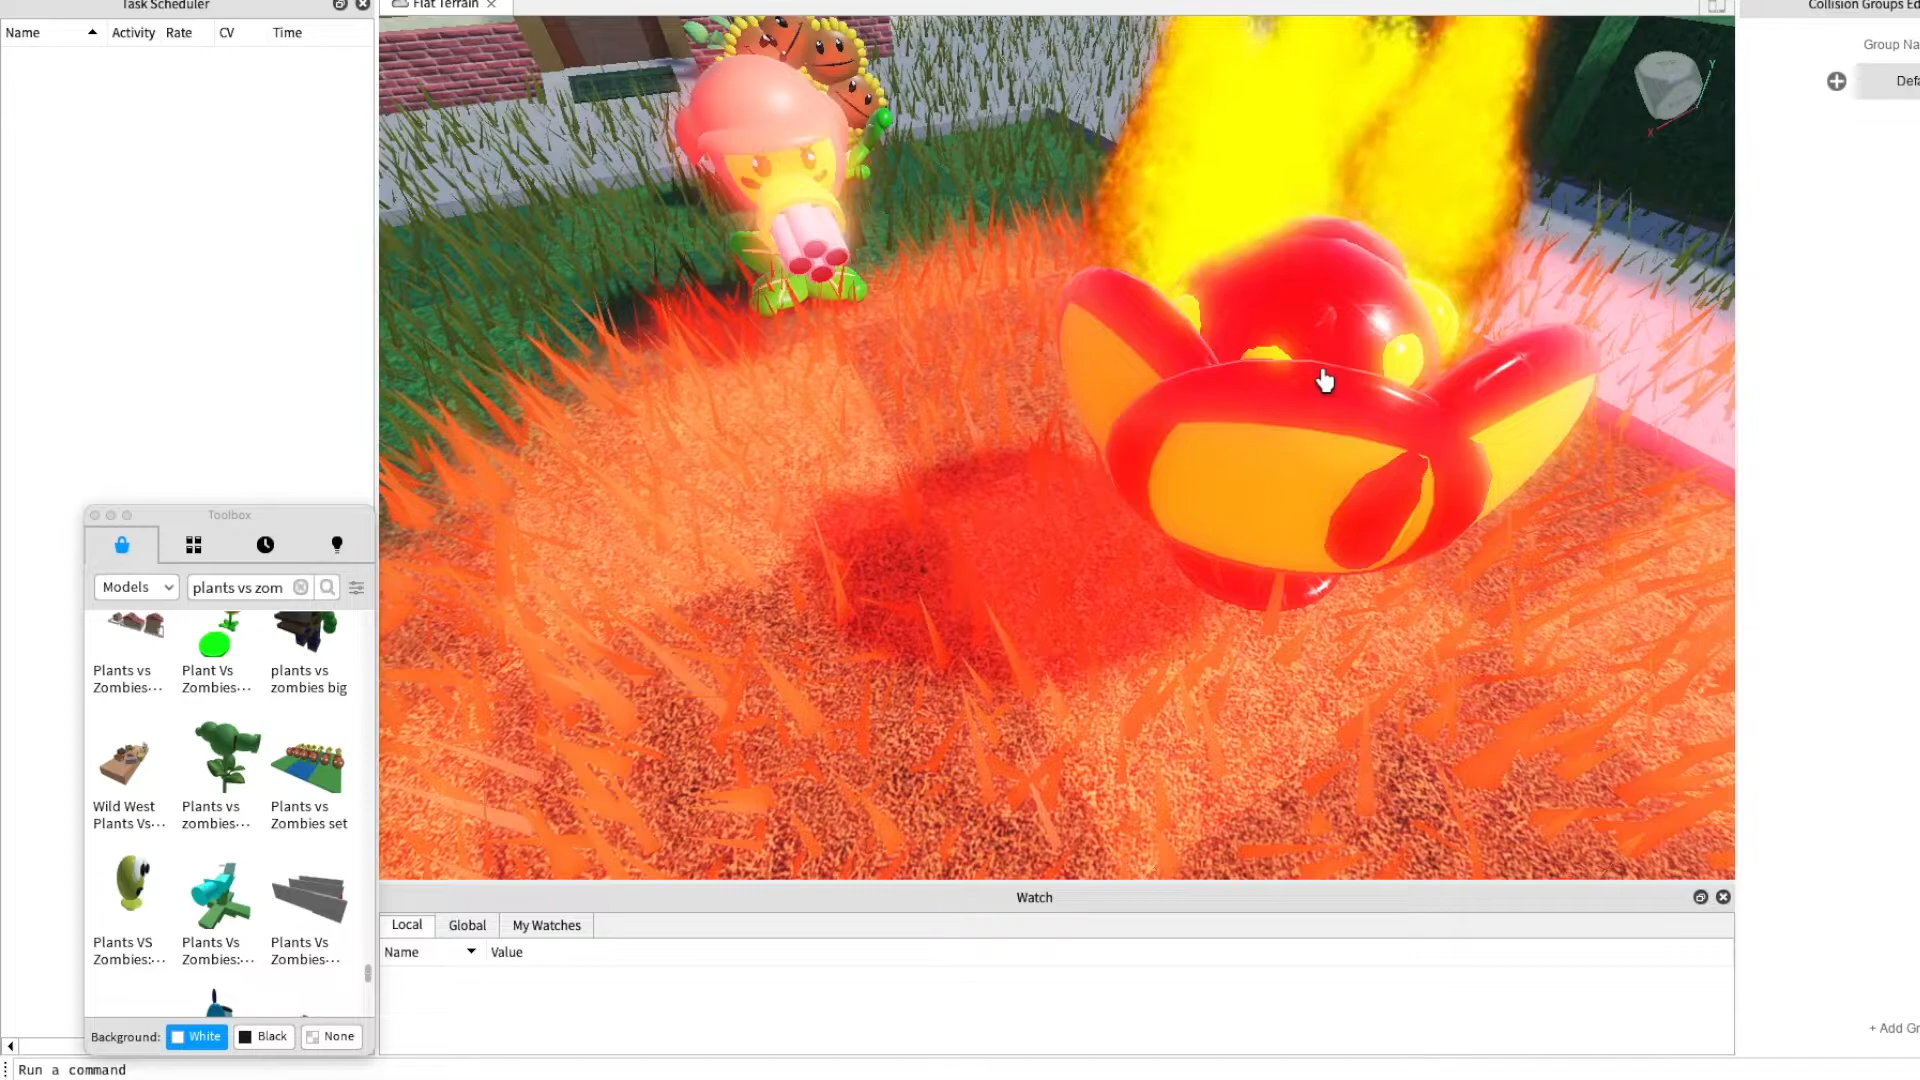 Task Scheduler
Name
Activity
Rate
CV
Time
Flat Terrain
Collision Groups Ed
Group Na
Defa
Y
X
Toolbox
Models
plants vs zom
Plants vs
Zombies...
Plant Vs
Zombies...
plants vs
zombies big
Wild West
Plants Vs...
Plants vs
zombies...
Plants vs
Zombies set
Plants VS
Zombies:...
Plants Vs
Zombies:...
Plants Vs
Zombies...
Background:
White
Black
None
Watch
Local
Global
My Watches
Name
Value
+ Add Gr
Run a command